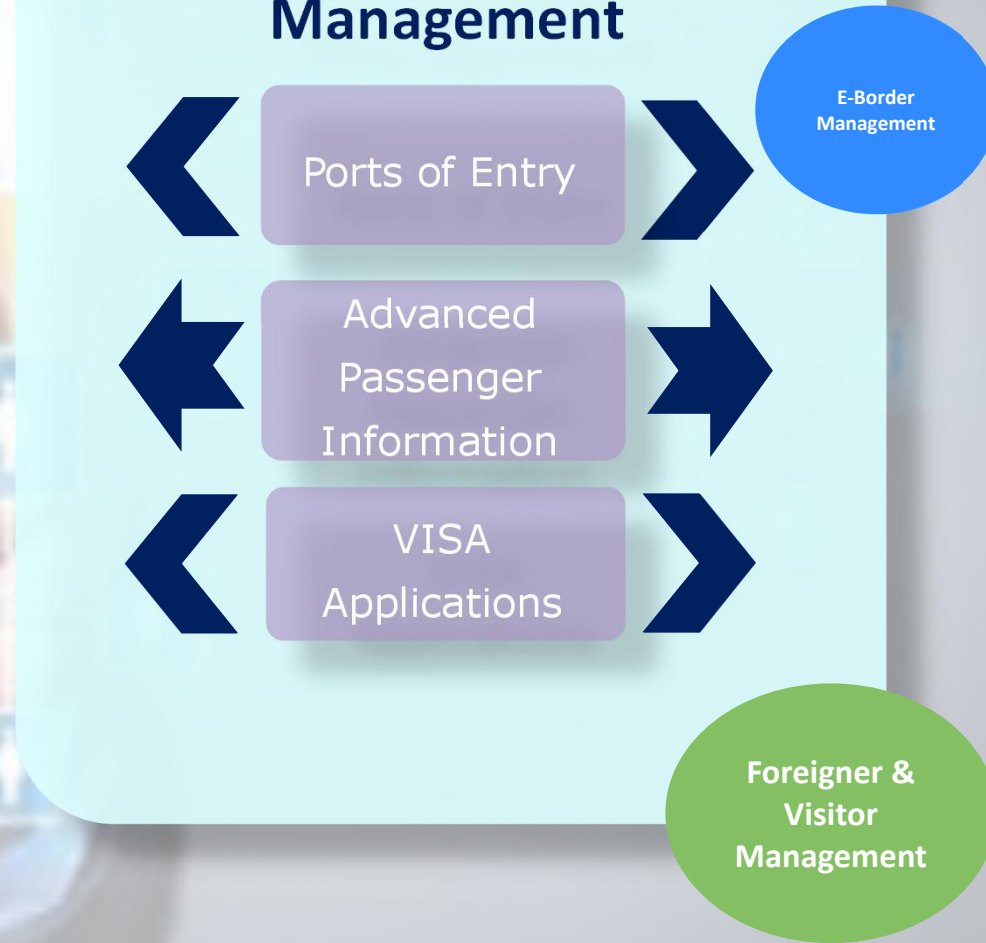 Management
E-Border
Management
Ports of Entry
Advanced
Passenger
Information
VISA
Applications
Foreigner &
Visitor
Management